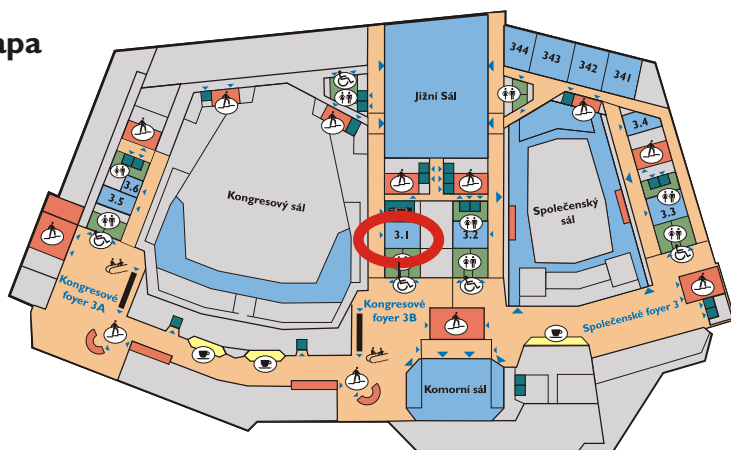 apa
344
343
342
341
Jižní Sál
3.4
3.6
3.5
Kongresový sál
Společenský
sál
3.1
3.2
3.3
Kongresové
foyer 3A
Kongresové
foyer 3B
Společenské foyer 3
Komorní sál